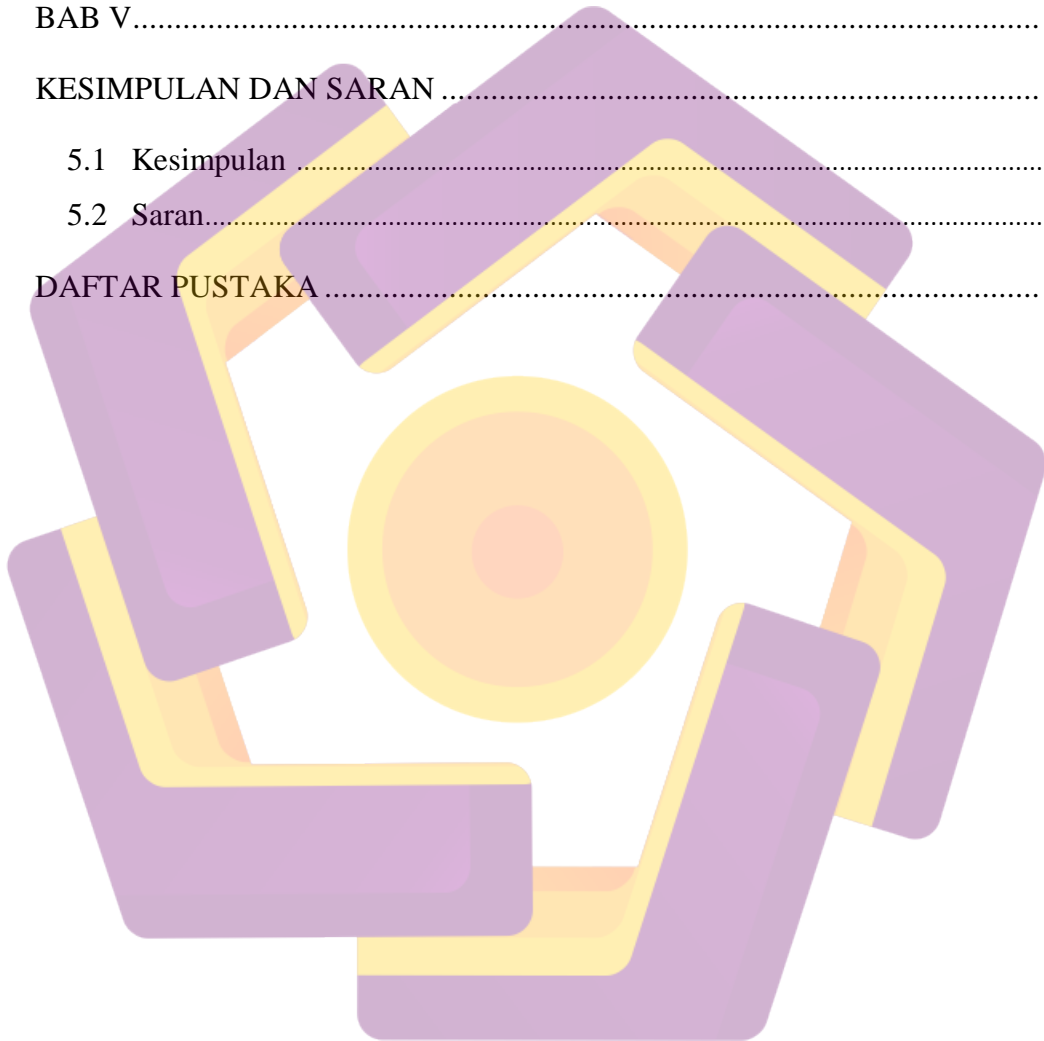 BAB V..........................................................................................................
KESIMPULAN DAN SARAN ........................................................................
5.1 Kesimpulan ...........................................................................................
5.2 Saran......................................................................................................
DAFTAR PUSTAKA ......................................................................................